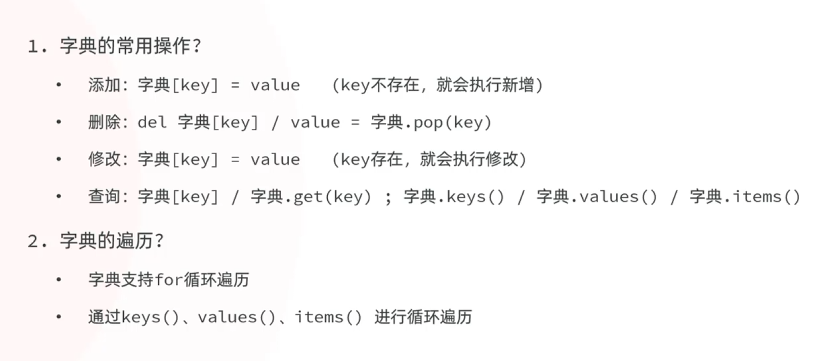 1. 字典的常用操作?
• 添加: 字典[key] = value (key不存在, 就会执行新增)
• 删除: del 字典[key] / value = 字典.pop(key)
• 修改: 字典[key] = value (key存在, 就会执行修改)
• 查询: 字典[key] / 字典.get(key) ; 字典.keys() / 字典.values() / 字典.items()
2. 字典的遍历?
• 字典支持for循环遍历
• 通过keys()、values()、items() 进行循环遍历